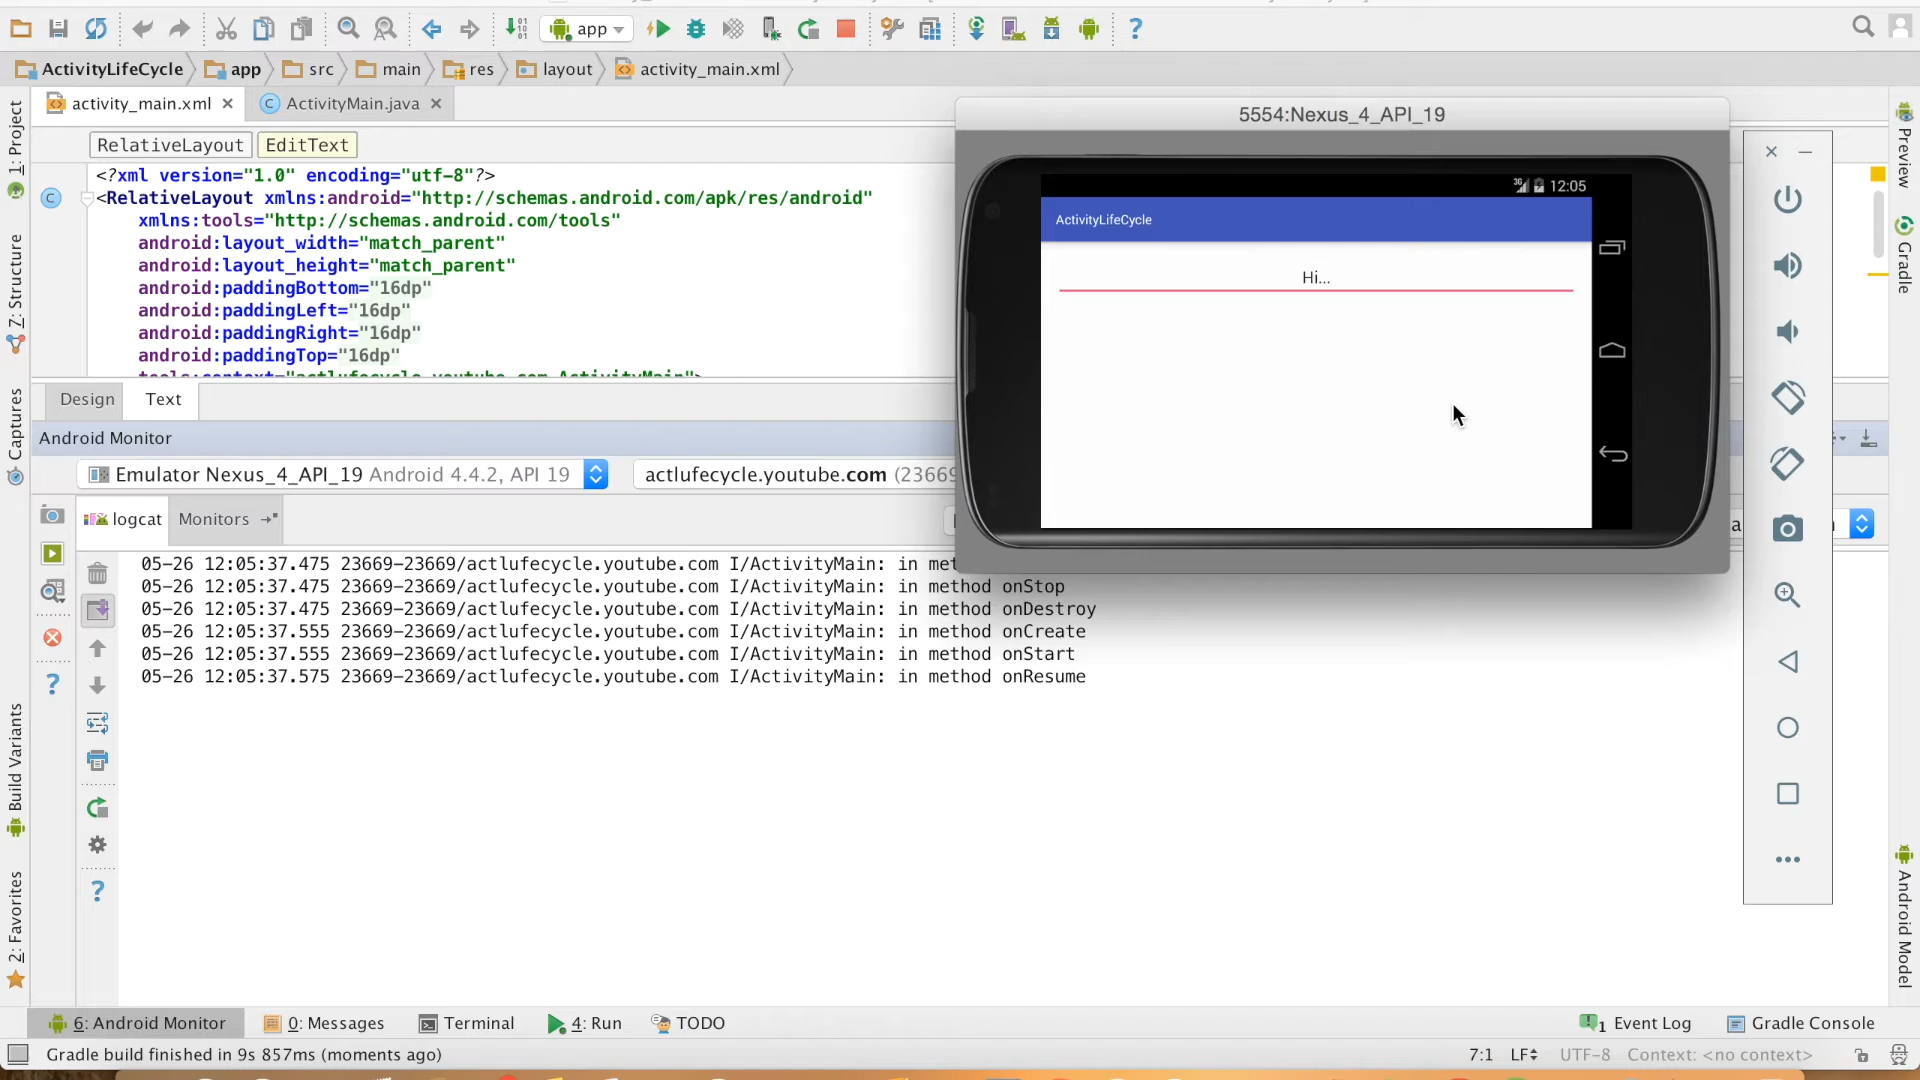 app
ActivityLifeCycle app src main res layout activity_main.xml
activity_main.xml ActivityMain.java
RelativeLayout EditText
<?xml version="1.0" encoding="utf-8"?>
<RelativeLayout xmlns:android="http://schemas.android.com/apk/res/android"
xmlns:tools="http://schemas.android.com/tools"
android:layout_width="match_parent"
android:layout_height="match_parent"
android:paddingBottom="16dp"
android:paddingLeft="16dp"
android:paddingRight="16dp"
android:paddingTop="16dp"
tools:context="actlufecycle.youtube.com.ActivityMain">
Design Text
Android Monitor
Emulator Nexus_4_API_19 Android 4.4.2, API 19 actlufecycle.youtube.com (23669
logcat Monitors
05-26 12:05:37.475 23669-23669/actlufecycle.youtube.com I/ActivityMain: in met
05-26 12:05:37.475 23669-23669/actlufecycle.youtube.com I/ActivityMain: in method onStop
05-26 12:05:37.475 23669-23669/actlufecycle.youtube.com I/ActivityMain: in method onDestroy
05-26 12:05:37.555 23669-23669/actlufecycle.youtube.com I/ActivityMain: in method onCreate
05-26 12:05:37.555 23669-23669/actlufecycle.youtube.com I/ActivityMain: in method onStart
05-26 12:05:37.575 23669-23669/actlufecycle.youtube.com I/ActivityMain: in method onResume
5554:Nexus_4_API_19
3G 12:05
ActivityLifeCycle
Hi...
1: Project
Z: Structure
Captures
Build Variants
2: Favorites
Preview
Gradle
Android Model
6: Android Monitor 0: Messages Terminal 4: Run TODO 1 Event Log Gradle Console
Gradle build finished in 9s 857ms (moments ago) 7:1 LF UTF-8 Context: <no context>